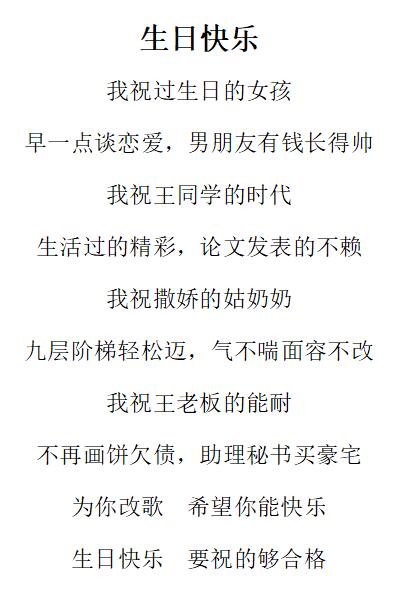 生日快乐
我祝过生日的女孩
早一点谈恋爱，男朋友有钱长得帅
我祝王同学的时代
生活过的精彩，论文发表的不赖
我祝撒娇的姑奶奶
九层阶梯轻松迈，气不喘面容不改
我祝王老板的能耐
不再画饼欠债，助理秘书买豪宅
为你改歌　希望你能快乐
生日快乐　要祝的够合格